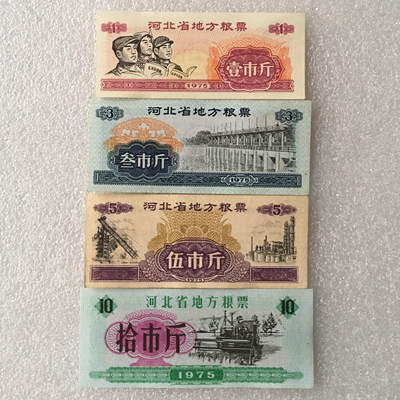 1 河北省地方粮票 1
壹市斤
1975
3 河北省地方粮票 3
叁市斤
1975
5 河北省地方粮票 5
伍市斤
1975
10 河北省地方粮票 10
拾市斤
1975